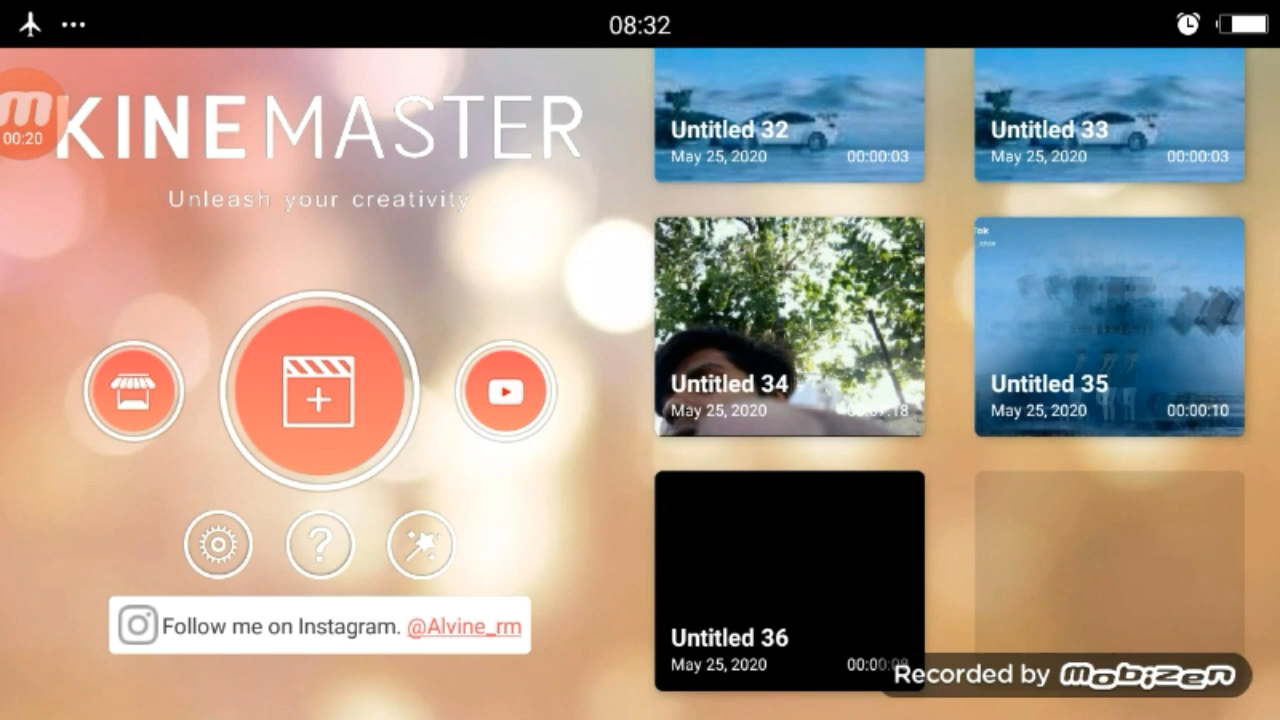 08:32
00:20
KINEMASTER
Unleash your creativity
Follow me on Instagram. @Alvine_rm
Untitled 32
May 25, 2020 00:00:03
Untitled 33
May 25, 2020 00:00:03
Untitled 34
May 25, 2020
Untitled 35
May 25, 2020 00:00:10
Untitled 36
May 25, 2020
Recorded by mobizen